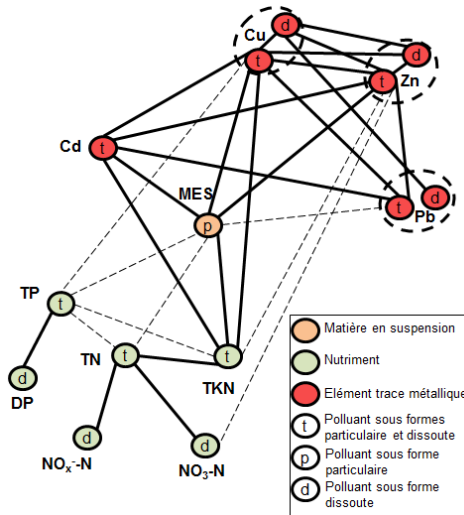 d
Cu
d
t
t
Zn
t
Cd
MES
t
d
Pb
p
TP
t
TN
t
t
TKN
d
DP
d
d
NOₓ⁻-N
NO₃-N
Matière en suspension
Nutriment
Elément trace métallique
t
Polluant sous formes
particulaire et dissoute
p
Polluant sous forme
particulaire
d
Polluant sous forme
dissoute